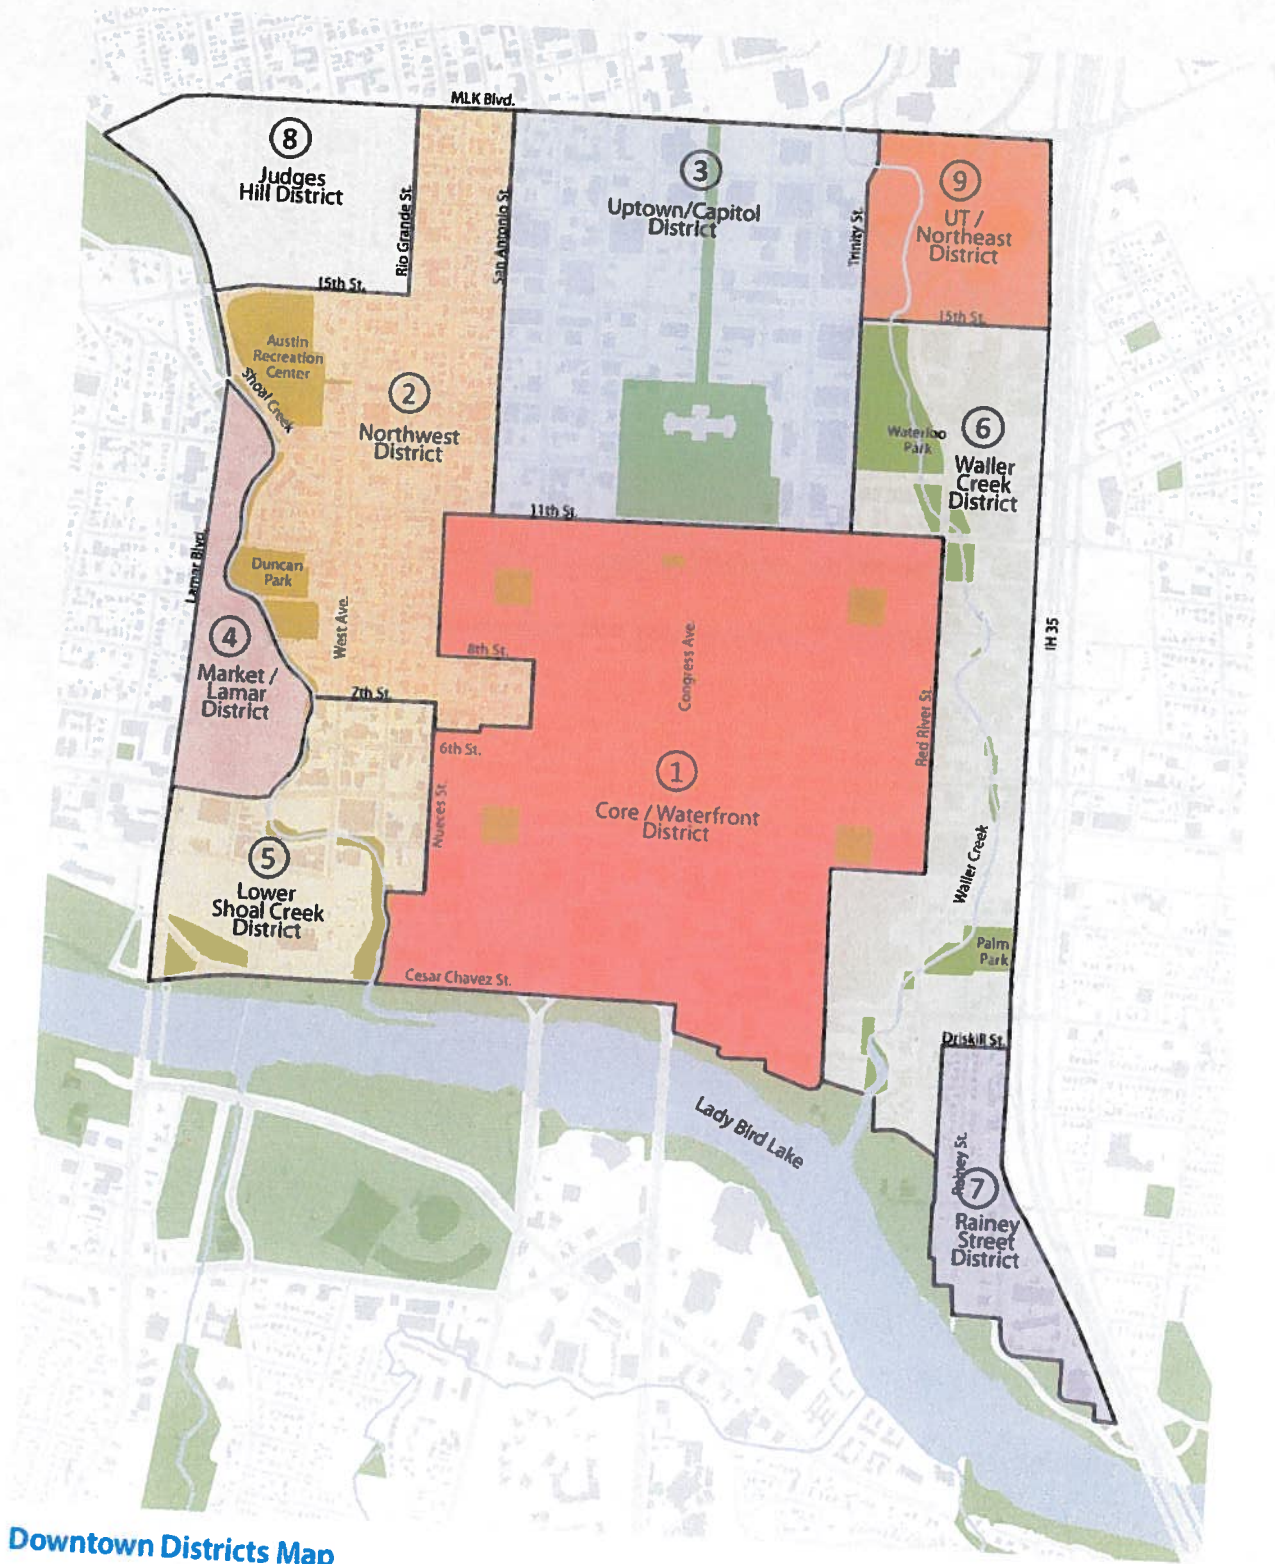 MLK Blvd.
8
Judges
Hill District
Rio Grande St.
San Antonio St.
3
Uptown/Capitol
District
Trinity St.
9
UT /
Northeast
District
15th St.
15th St.
Austin
Recreation
Center
Shoal Creek
2
Northwest
District
Waterloo
Park
6
Waller
Creek
District
11th St.
Lamar Blvd.
Duncan
Park
West Ave.
4
Market /
Lamar
District
8th St.
7th St.
6th St.
Congress Ave.
Red River St.
IH 35
Nueces St.
1
Core / Waterfront
District
5
Lower
Shoal Creek
District
Waller Creek
Palm
Park
Cesar Chavez St.
Driskill St.
Lady Bird Lake
Rainey St.
7
Rainey
Street
District
Downtown Districts Map